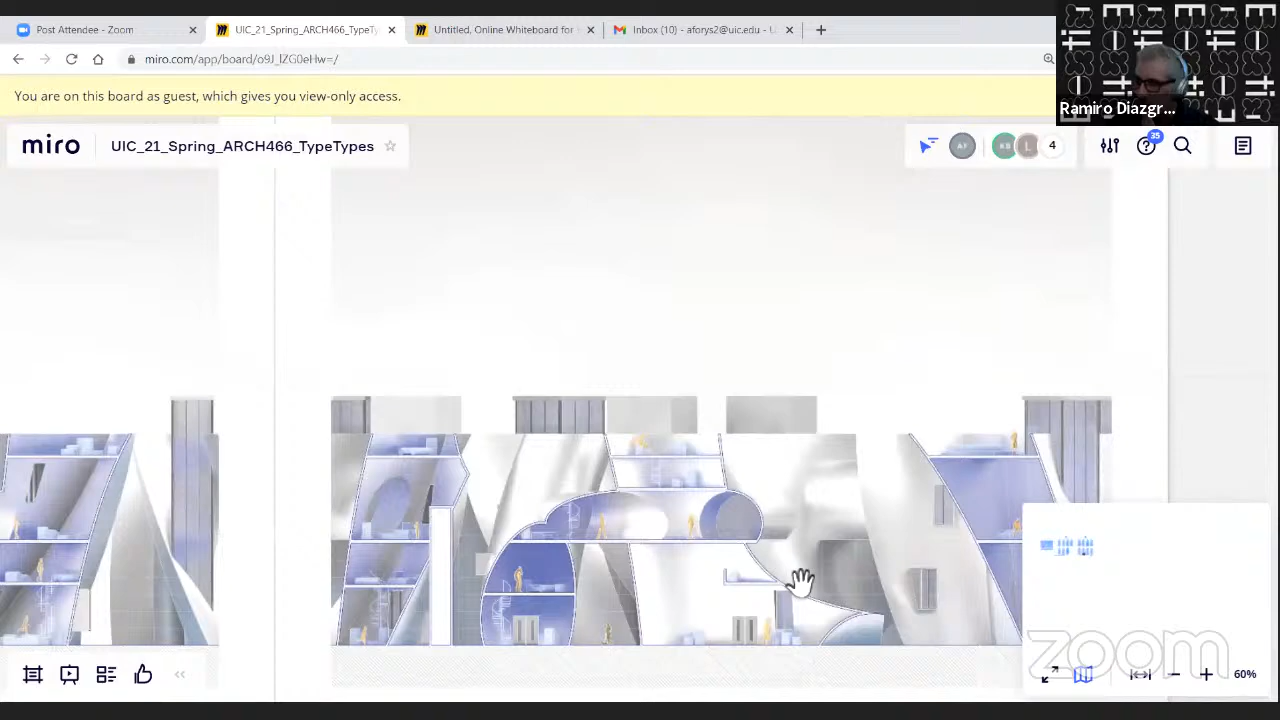 Post Attendee - Zoom
UIC_21_Spring_ARCH466_TypeTy
Untitled, Online Whiteboard for
Inbox (10) - aforys2@uic.edu - U
miro.com/app/board/o9J_lZG0eHw=/
You are on this board as guest, which gives you view-only access.
Ramiro Diazgr...
miro
UIC_21_Spring_ARCH466_TypeTypes
AF
KB
L
4
35
zoom
60%